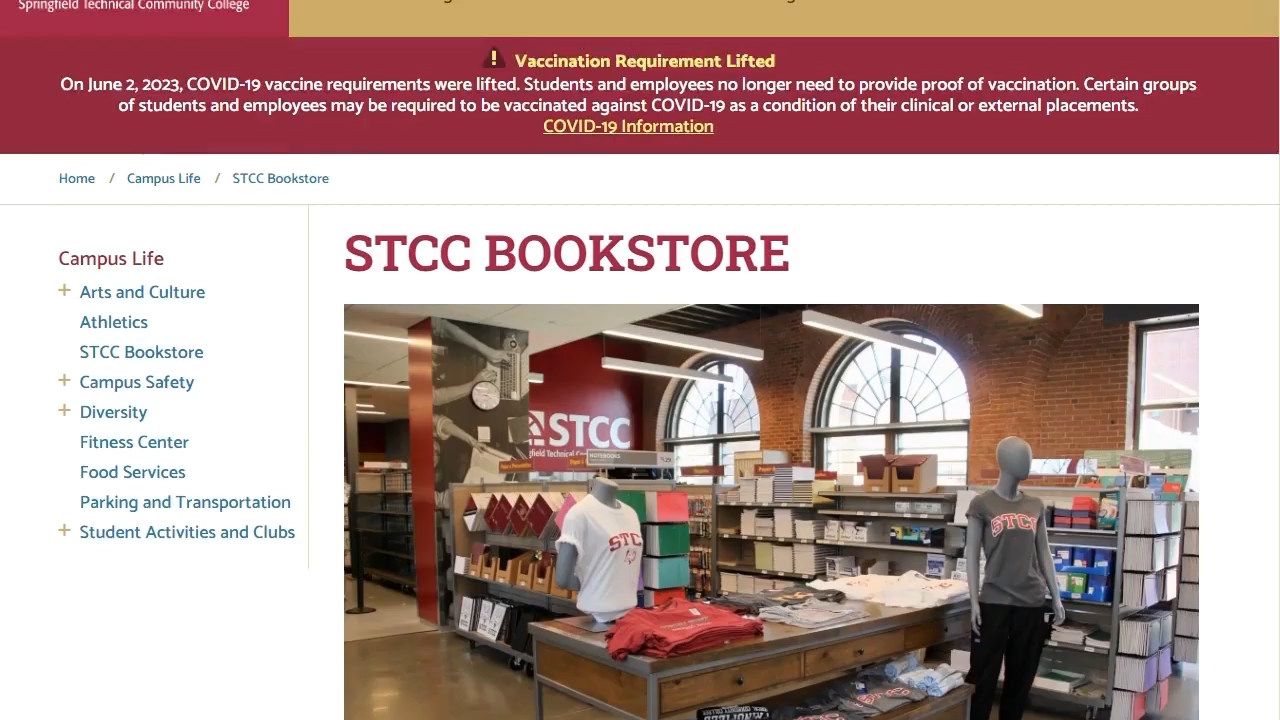 Springfield Technical Community College
Vaccination Requirement Lifted
On June 2, 2023, COVID-19 vaccine requirements were lifted. Students and employees no longer need to provide proof of vaccination. Certain groups
of students and employees may be required to be vaccinated against COVID-19 as a condition of their clinical or external placements.
COVID-19 Information
Home / Campus Life / STCC Bookstore
Campus Life
+ Arts and Culture
Athletics
STCC Bookstore
+ Campus Safety
+ Diversity
Fitness Center
Food Services
Parking and Transportation
+ Student Activities and Clubs
STCC BOOKSTORE
STCC
NOTEBOOKS
STC
STCC